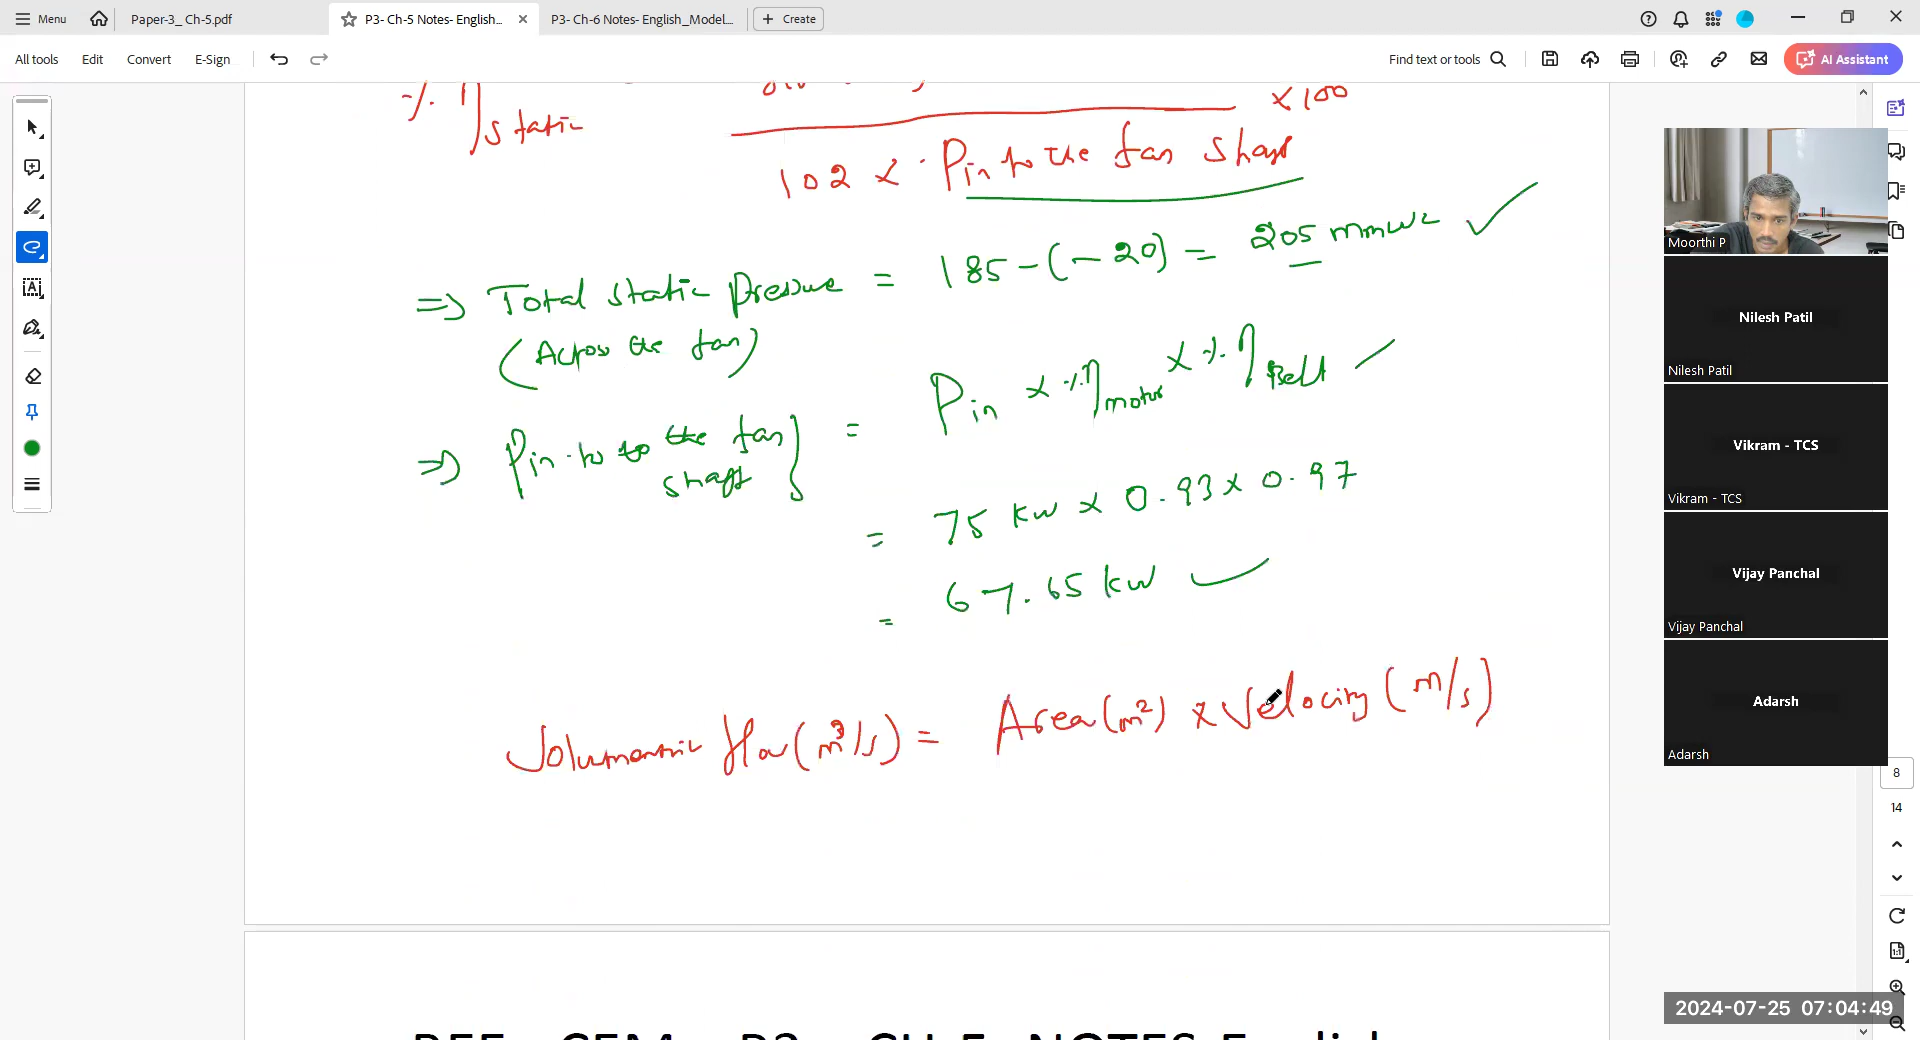 Menu Paper-3_ Ch-5.pdf P3- Ch-5 Notes- English... P3- Ch-6 Notes- English_Model... + Create
All tools Edit Convert E-Sign Find text or tools AI Assistant
% η static × 100
102 × Pin to the fan shaft
⇒ Total static pressure = 185 - (-20) = 205 mmWc ✓
(Across the fan)
⇒ Pin to to the fan shaft } = Pin × %η motor × %η Belt ✓
= 75 kW × 0.93 × 0.97
= 67.65 kW ✓
Volumentric flow (m³/s) = Area (m²) × Velocity (m/s)
Moorthi P
Nilesh Patil
Nilesh Patil
Vikram - TCS
Vikram - TCS
Vijay Panchal
Vijay Panchal
Adarsh
Adarsh
8
14
2024-07-25 07:04:49